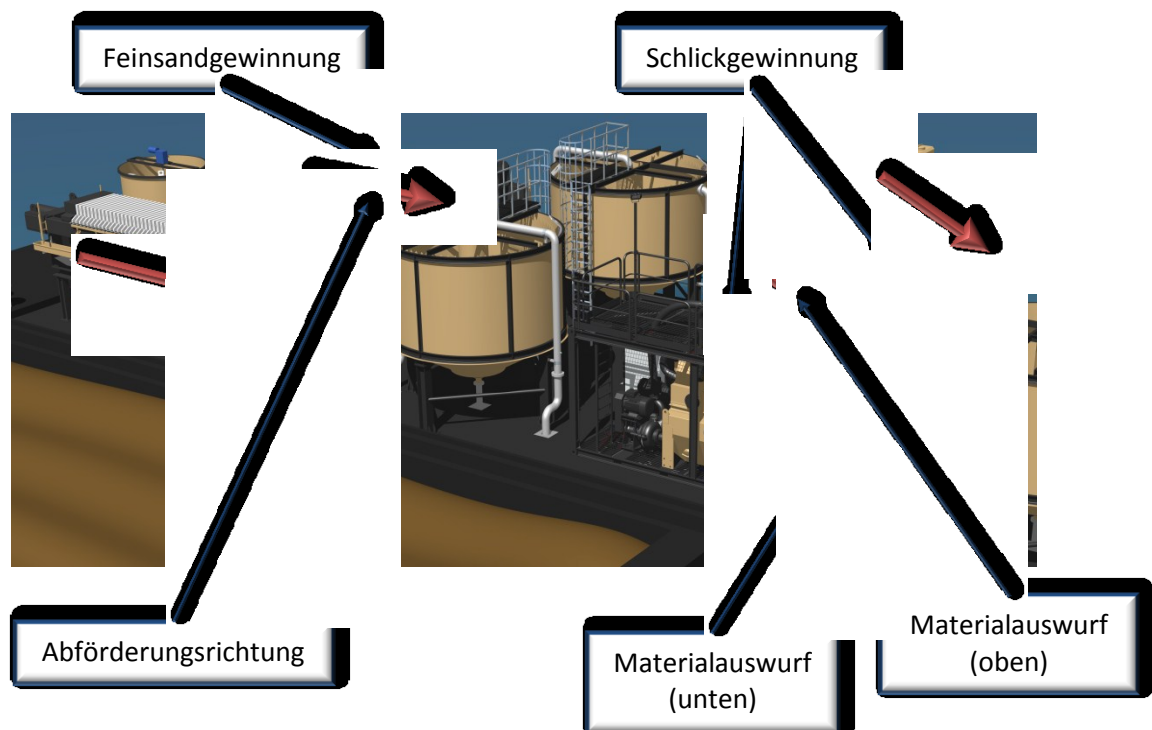 Feinsandgewinnung
Schlickgewinnung
Abförderungsrichtung
Materialauswurf
(unten)
Materialauswurf
(oben)